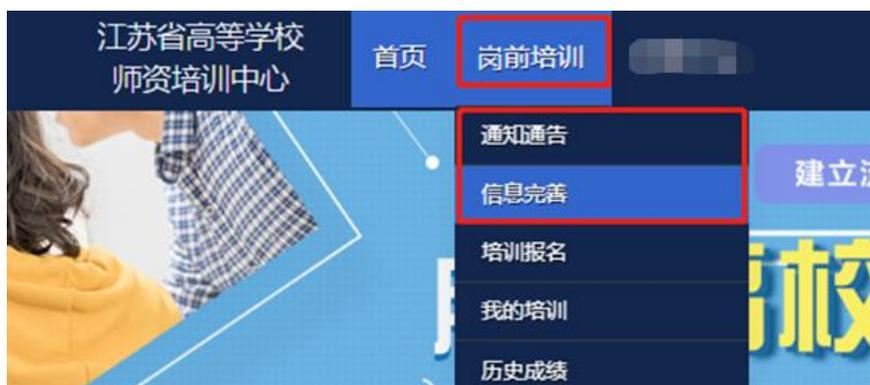 江苏省高等学校
师资培训中心
首页
岗前培训
通知通告
信息完善
建立
培训报名
高校
我的培训
历史成绩